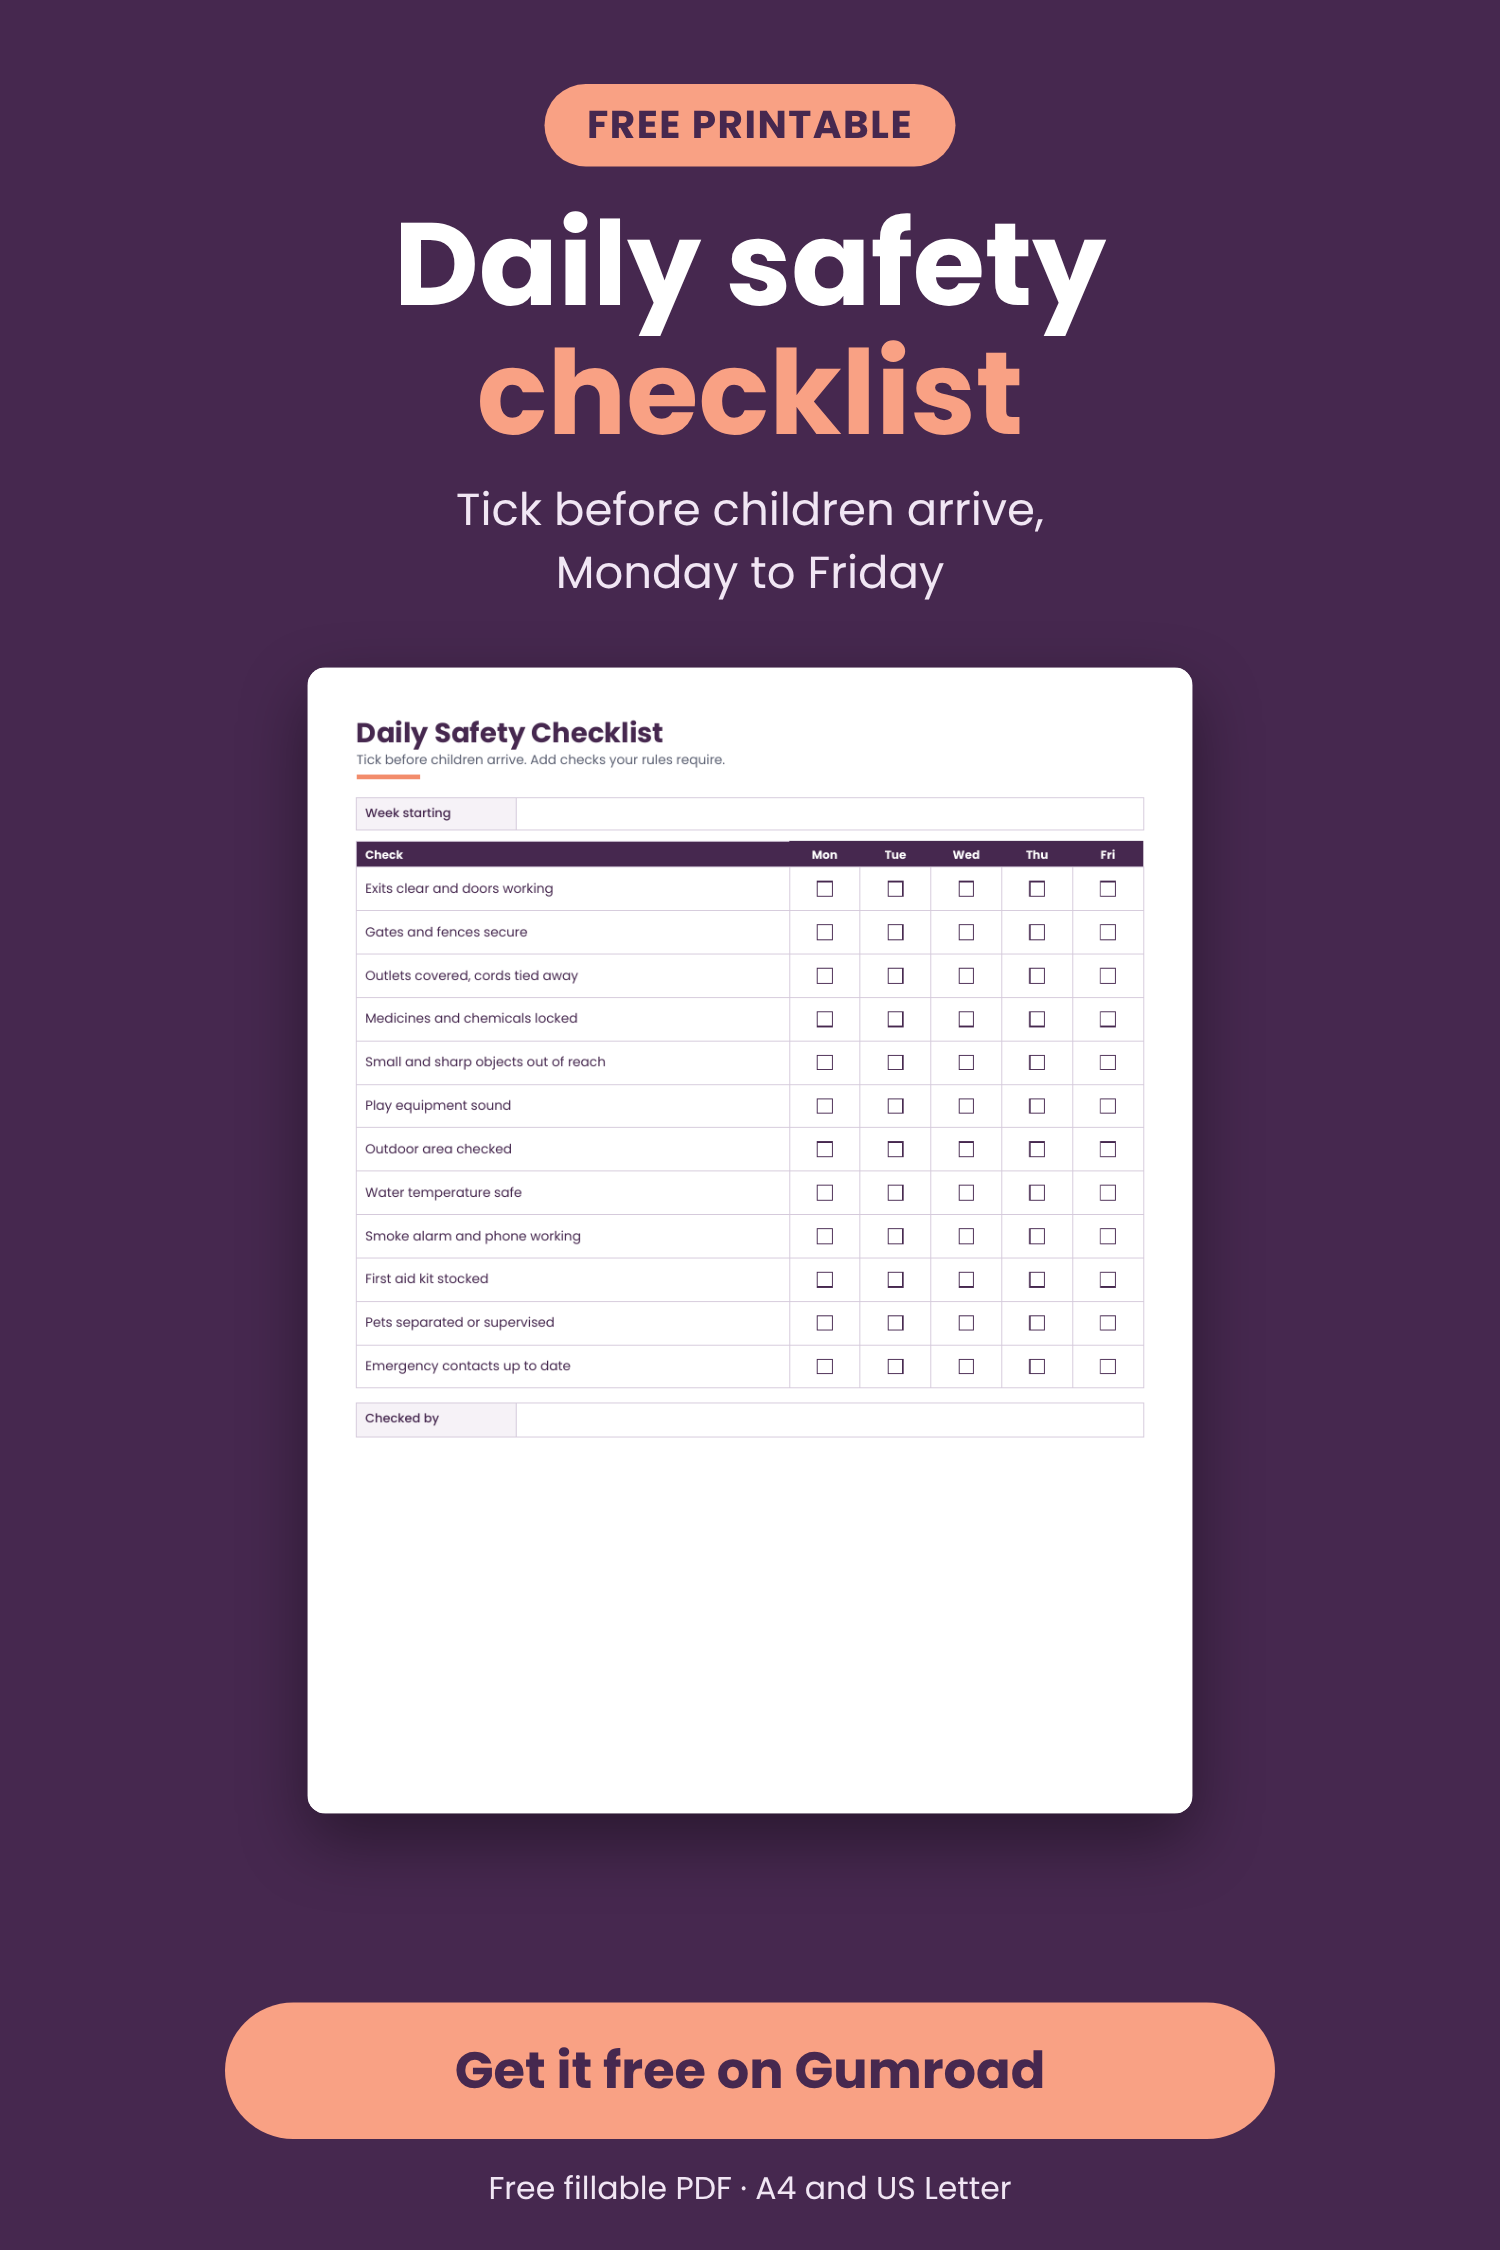 FREE PRINTABLE
Daily safety
checklist
Tick before children arrive,
Monday to Friday
Daily Safety Checklist
Tick before children arrive. Add checks your rules require.
Week starting
Check Mon Tue Wed Thu Fri
Exits clear and doors working
Gates and fences secure
Outlets covered, cords tied away
Medicines and chemicals locked
Small and sharp objects out of reach
Play equipment sound
Outdoor area checked
Water temperature safe
Smoke alarm and phone working
First aid kit stocked
Pets separated or supervised
Emergency contacts up to date
Checked by
Get it free on Gumroad
Free fillable PDF · A4 and US Letter